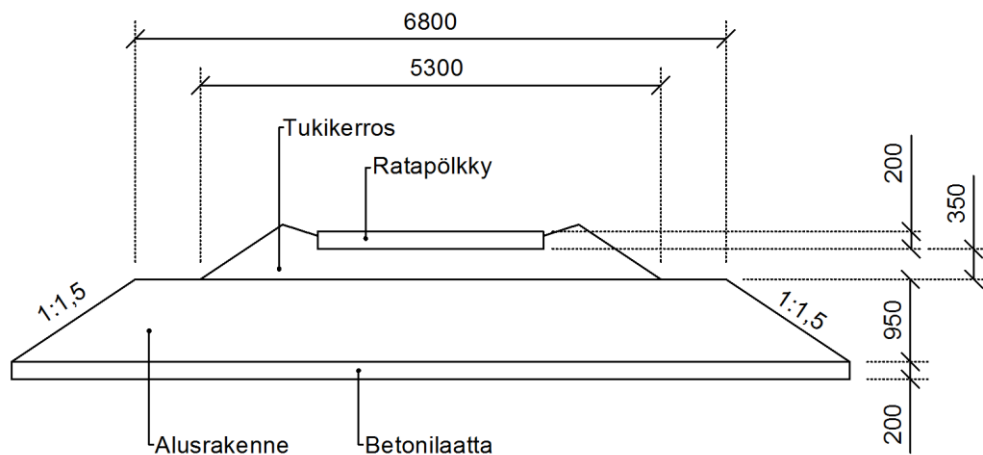 6800
5300
Tukikerros
Ratapölkky
200
350
1:1,5
1:1,5
950
Alusrakenne
Betonilaatta
200